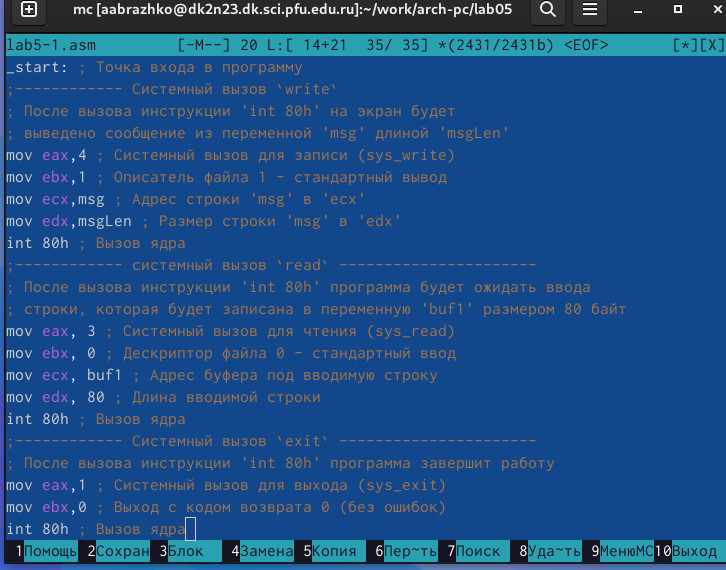 mc [aabrazhko@dk2n23.dk.sci.pfu.edu.ru]:~/work/arch-pc/lab05
lab5-1.asm [-M--] 20 L:[ 14+21 35/ 35] *(2431/2431b) <EOF> [*][X]
_start: ; Точка входа в программу
;------------ Системный вызов `write`
; После вызова инструкции 'int 80h' на экран будет
; выведено сообщение из переменной 'msg' длиной 'msgLen'
mov eax,4 ; Системный вызов для записи (sys_write)
mov ebx,1 ; Описатель файла 1 - стандартный вывод
mov ecx,msg ; Адрес строки 'msg' в 'ecx'
mov edx,msgLen ; Размер строки 'msg' в 'edx'
int 80h ; Вызов ядра
;------------ системный вызов `read` ----------------------
; После вызова инструкции 'int 80h' программа будет ожидать ввода
; строки, которая будет записана в переменную 'buf1' размером 80 байт
mov eax, 3 ; Системный вызов для чтения (sys_read)
mov ebx, 0 ; Дескриптор файла 0 - стандартный ввод
mov ecx, buf1 ; Адрес буфера под вводимую строку
mov edx, 80 ; Длина вводимой строки
int 80h ; Вызов ядра
;------------ Системный вызов `exit` ----------------------
; После вызова инструкции 'int 80h' программа завершит работу
mov eax,1 ; Системный вызов для выхода (sys_exit)
mov ebx,0 ; Выход с кодом возврата 0 (без ошибок)
int 80h ; Вызов ядра
1Помощь 2Сохран 3Блок 4Замена 5Копия 6Пер~ть 7Поиск 8Уда~ть 9МенюMC 10Выход